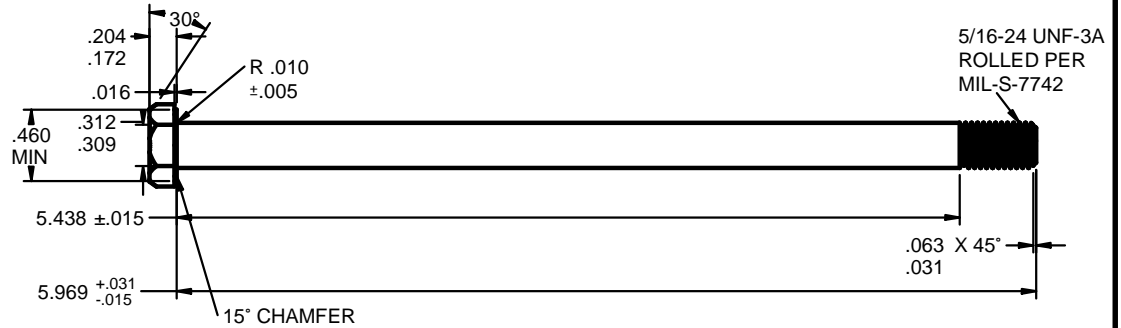 30°
.204
.172
R .010
±.005
.016
.312
.309
.460
MIN
5/16-24 UNF-3A
ROLLED PER
MIL-S-7742
5.438 ±.015
.063 X 45°
.031
5.969 +.031
-.015
15° CHAMFER